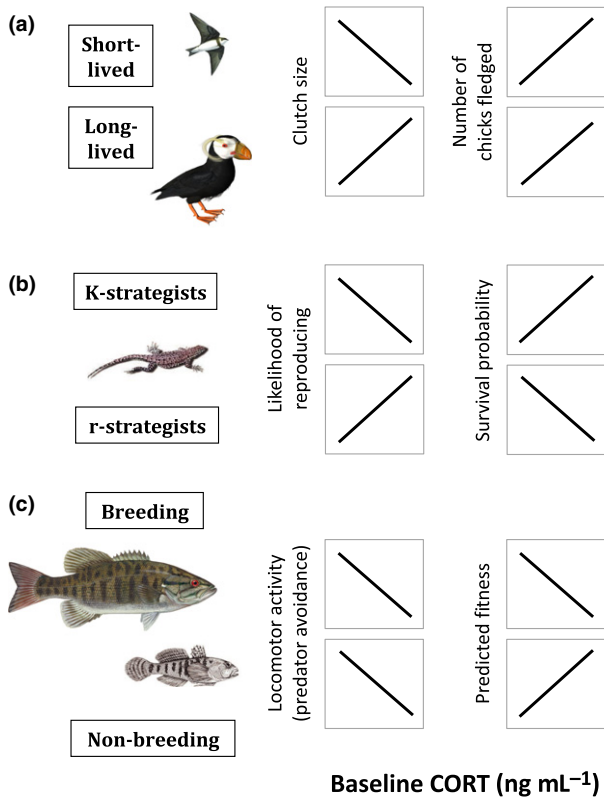 (a)
Short-
lived
Long-
lived
Clutch size
Number of
chicks fledged
(b)
K-strategists
r-strategists
Likelihood of
reproducing
Survival probability
(c)
Breeding
Non-breeding
Locomotor activity
(predator avoidance)
Predicted fitness
Baseline CORT (ng mL⁻¹)